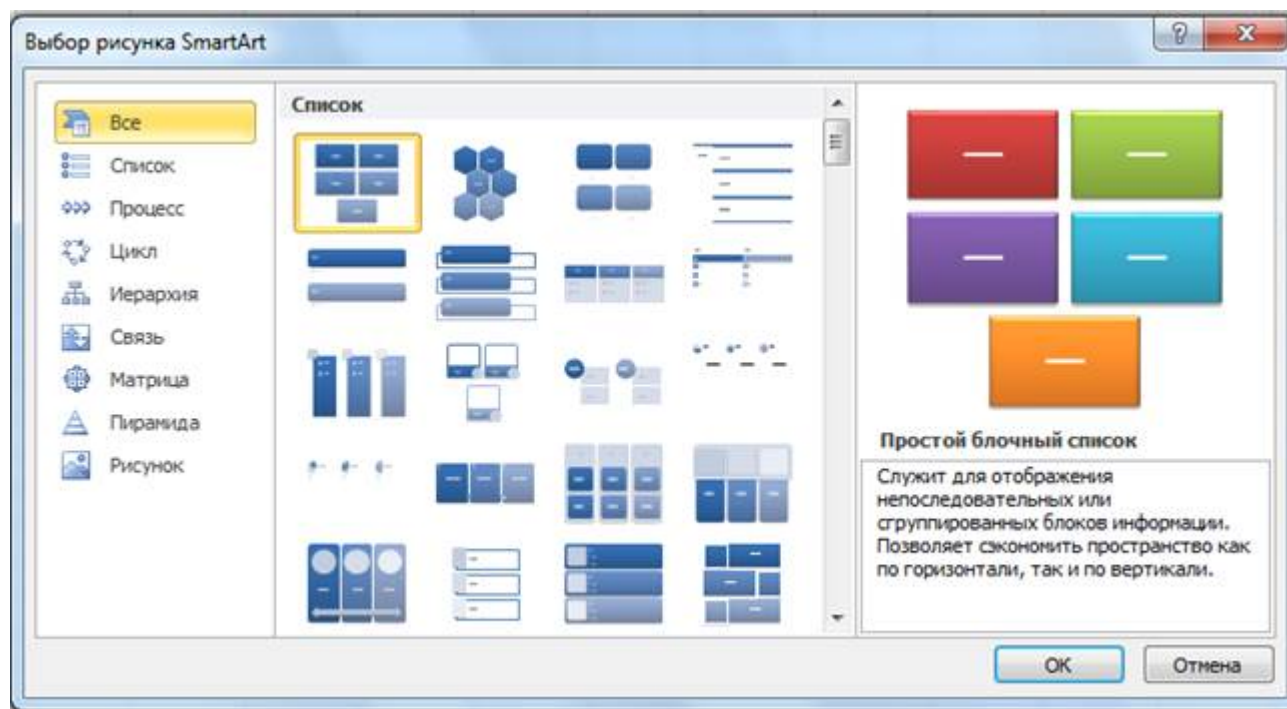 Выбор рисунка SmartArt
Все
Список
Процесс
Цикл
Иерархия
Связь
Матрица
Пирамида
Рисунок
Список
Простой блочный список
Служит для отображения
непоследовательных или
сгруппированных блоков информации.
Позволяет сэкономить пространство как
по горизонтали, так и по вертикали.
ОК
Отмена